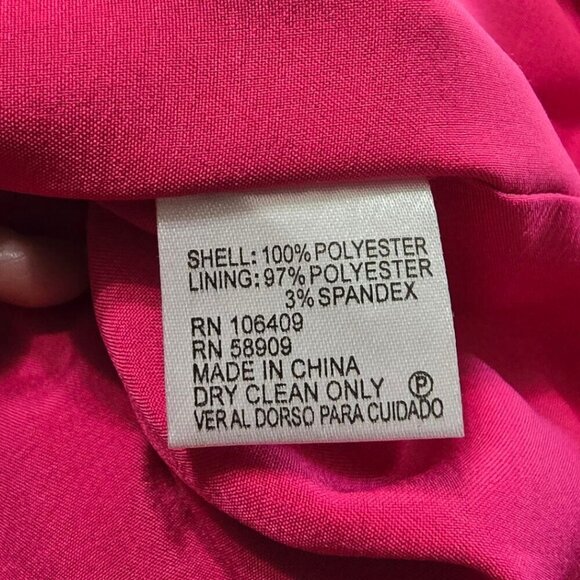 SHELL: 100% POLYESTER
LINING: 97% POLYESTER
3% SPANDEX
RN 106409
RN 58909
MADE IN CHINA
DRY CLEAN ONLY Ⓟ
VER AL DORSO PARA CUIDADO